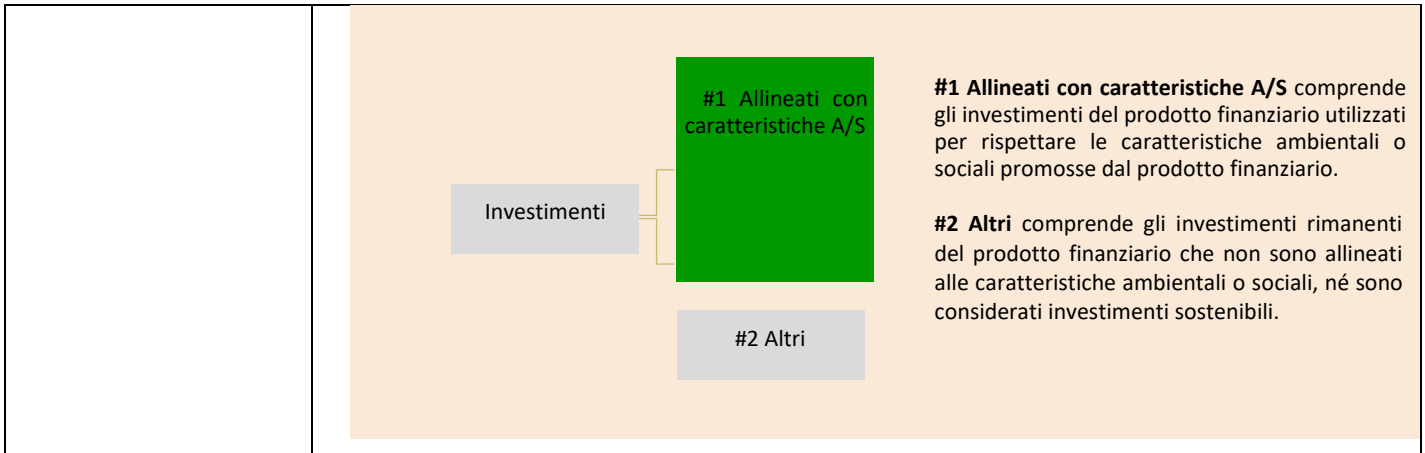 #1 Allineati con
caratteristiche A/S
Investimenti
#2 Altri
#1 Allineati con caratteristiche A/S comprende
gli investimenti del prodotto finanziario utilizzati
per rispettare le caratteristiche ambientali o
sociali promosse dal prodotto finanziario.
#2 Altri comprende gli investimenti rimanenti
del prodotto finanziario che non sono allineati
alle caratteristiche ambientali o sociali, né sono
considerati investimenti sostenibili.